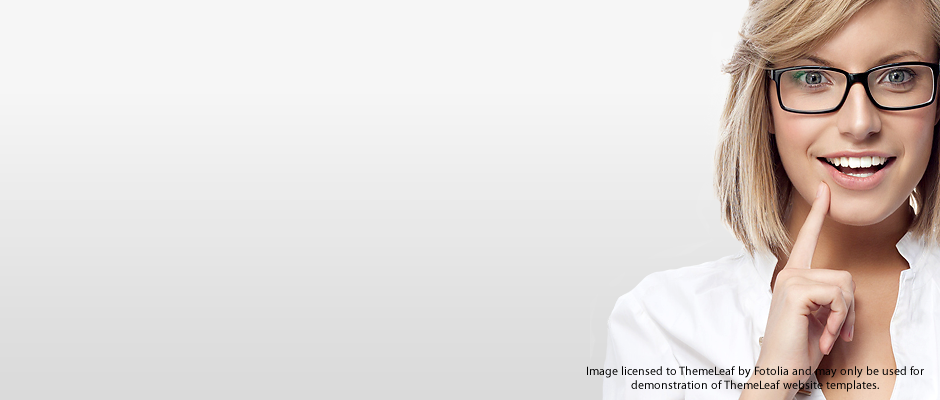 Image licensed to ThemeLeaf by Fotolia and may only be used for
demonstration of ThemeLeaf website templates.